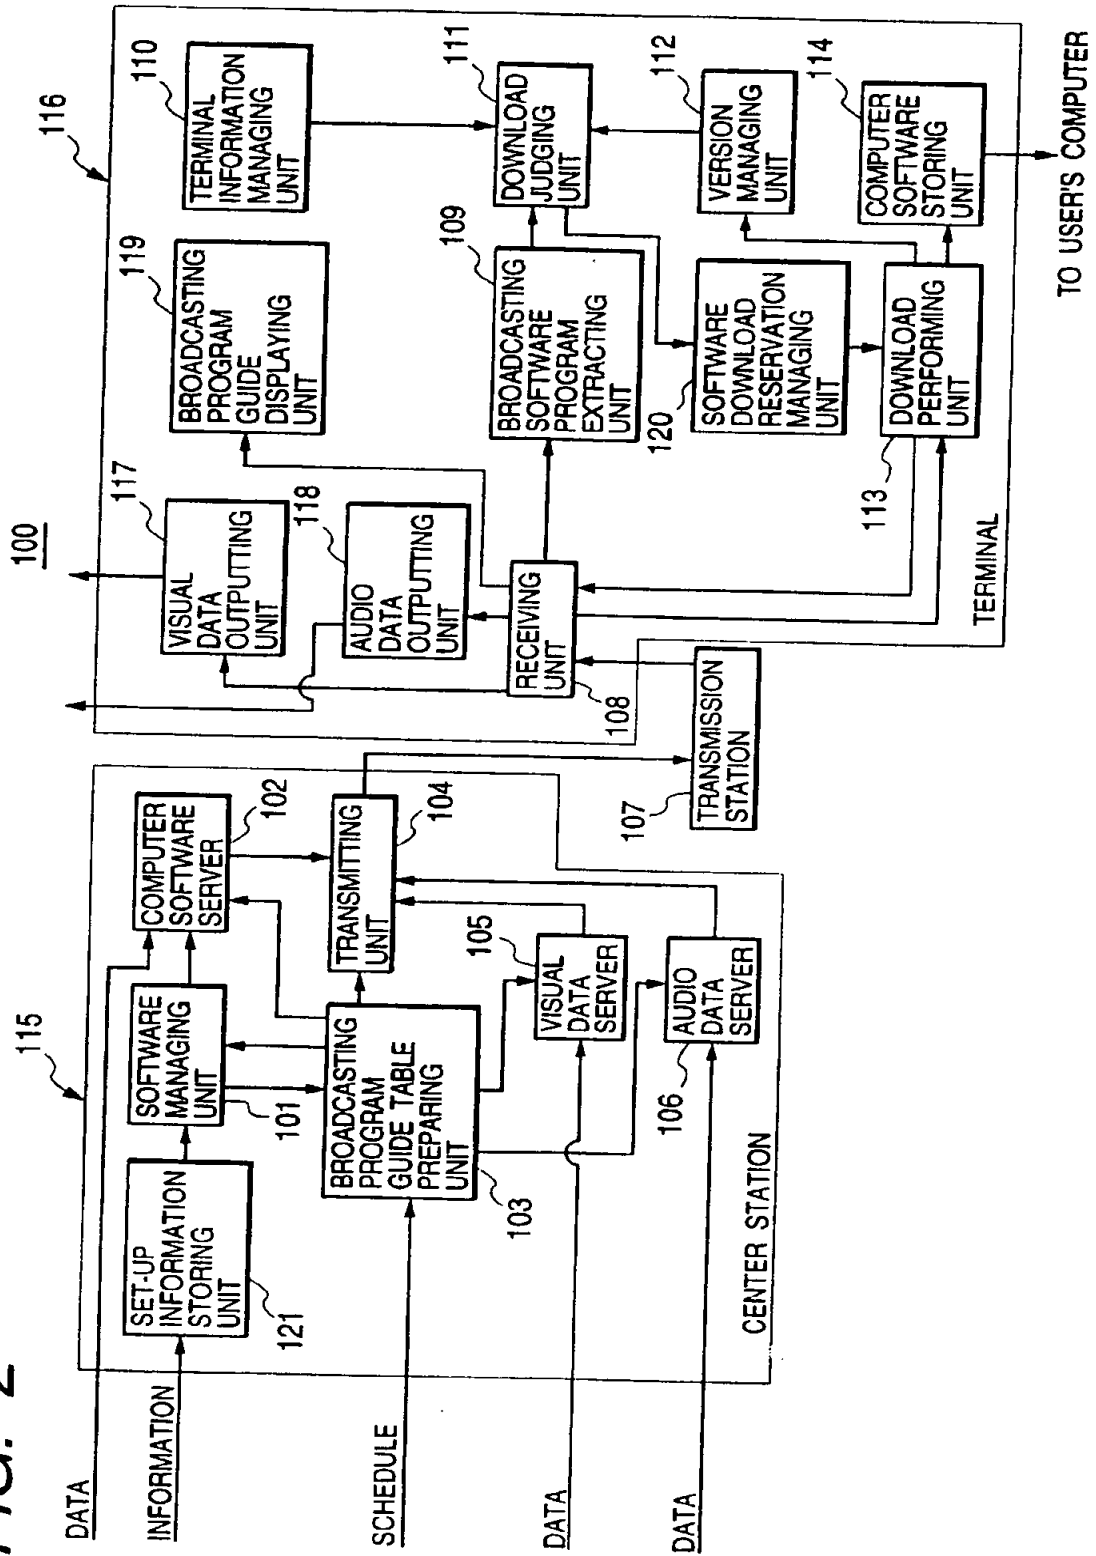 FIG. 2
100
115
116
DATA
INFORMATION
SCHEDULE
DATA
DATA
SET-UP
INFORMATION
STORING
UNIT
121
SOFTWARE
MANAGING
UNIT
101
COMPUTER
SOFTWARE
SERVER
102
BROADCASTING
PROGRAM
GUIDE TABLE
PREPARING
UNIT
103
TRANSMITTING
UNIT
104
VISUAL
DATA
SERVER
105
AUDIO
DATA
SERVER
106
CENTER STATION
TRANSMISSION
STATION
107
VISUAL
DATA
OUTPUTTING
UNIT
117
AUDIO
DATA
OUTPUTTING
UNIT
118
RECEIVING
UNIT
108
BROADCASTING
PROGRAM
GUIDE
DISPLAYING
UNIT
119
TERMINAL
INFORMATION
MANAGING
UNIT
110
BROADCASTING
SOFTWARE
PROGRAM
EXTRACTING
UNIT
109
DOWNLOAD
JUDGING
UNIT
111
SOFTWARE
DOWNLOAD
RESERVATION
MANAGING
UNIT
120
VERSION
MANAGING
UNIT
112
DOWNLOAD
PERFORMING
UNIT
113
COMPUTER
SOFTWARE
STORING
UNIT
114
TERMINAL
TO USER'S COMPUTER